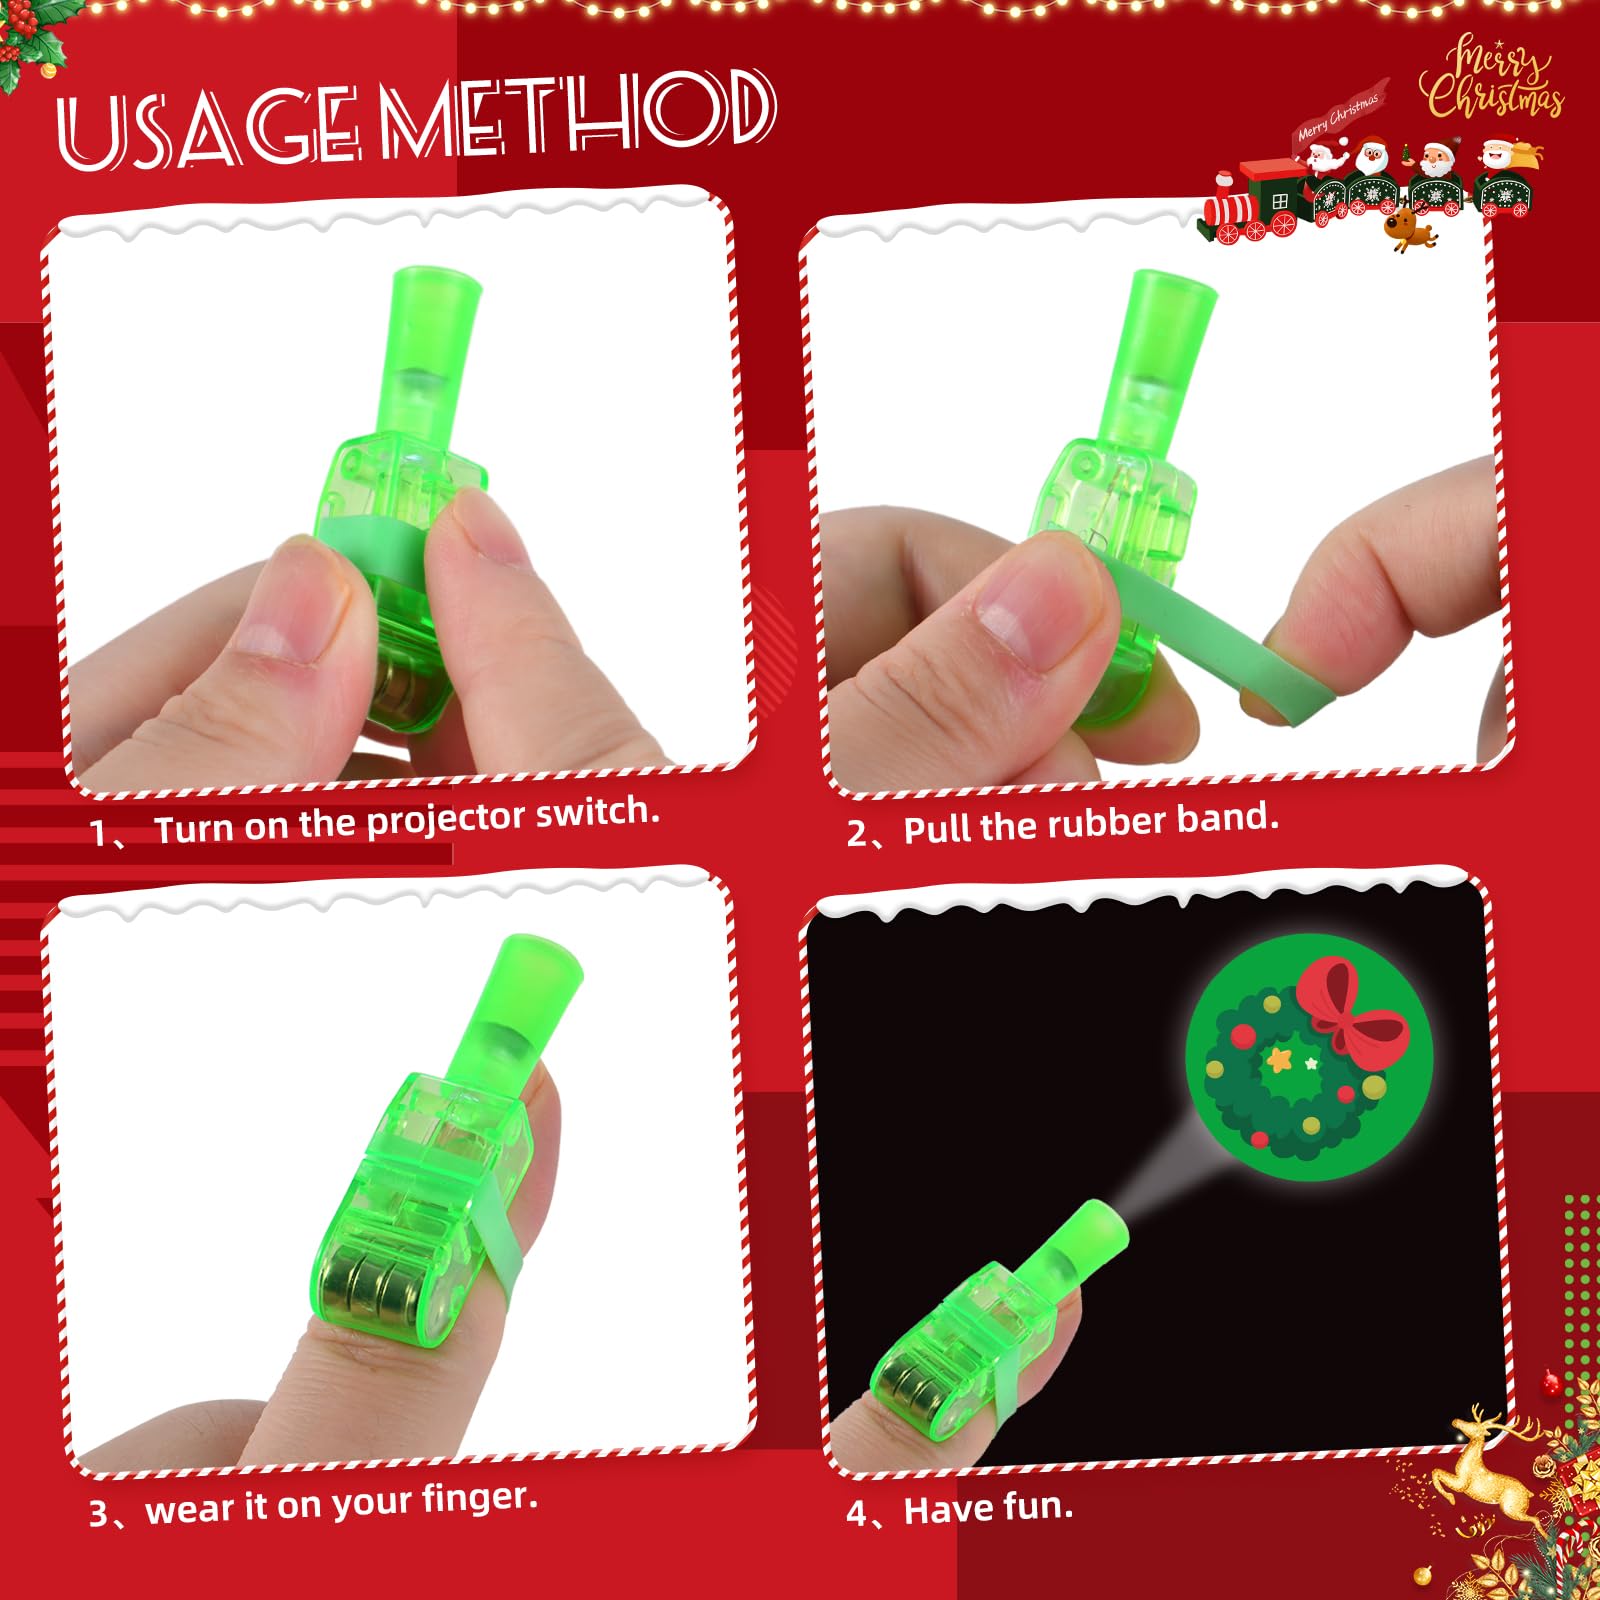 Merry
Christmas
Merry Christmas
USAGE METHOD
1、 Turn on the projector switch.
2、Pull the rubber band.
3、wear it on your finger.
4、Have fun.